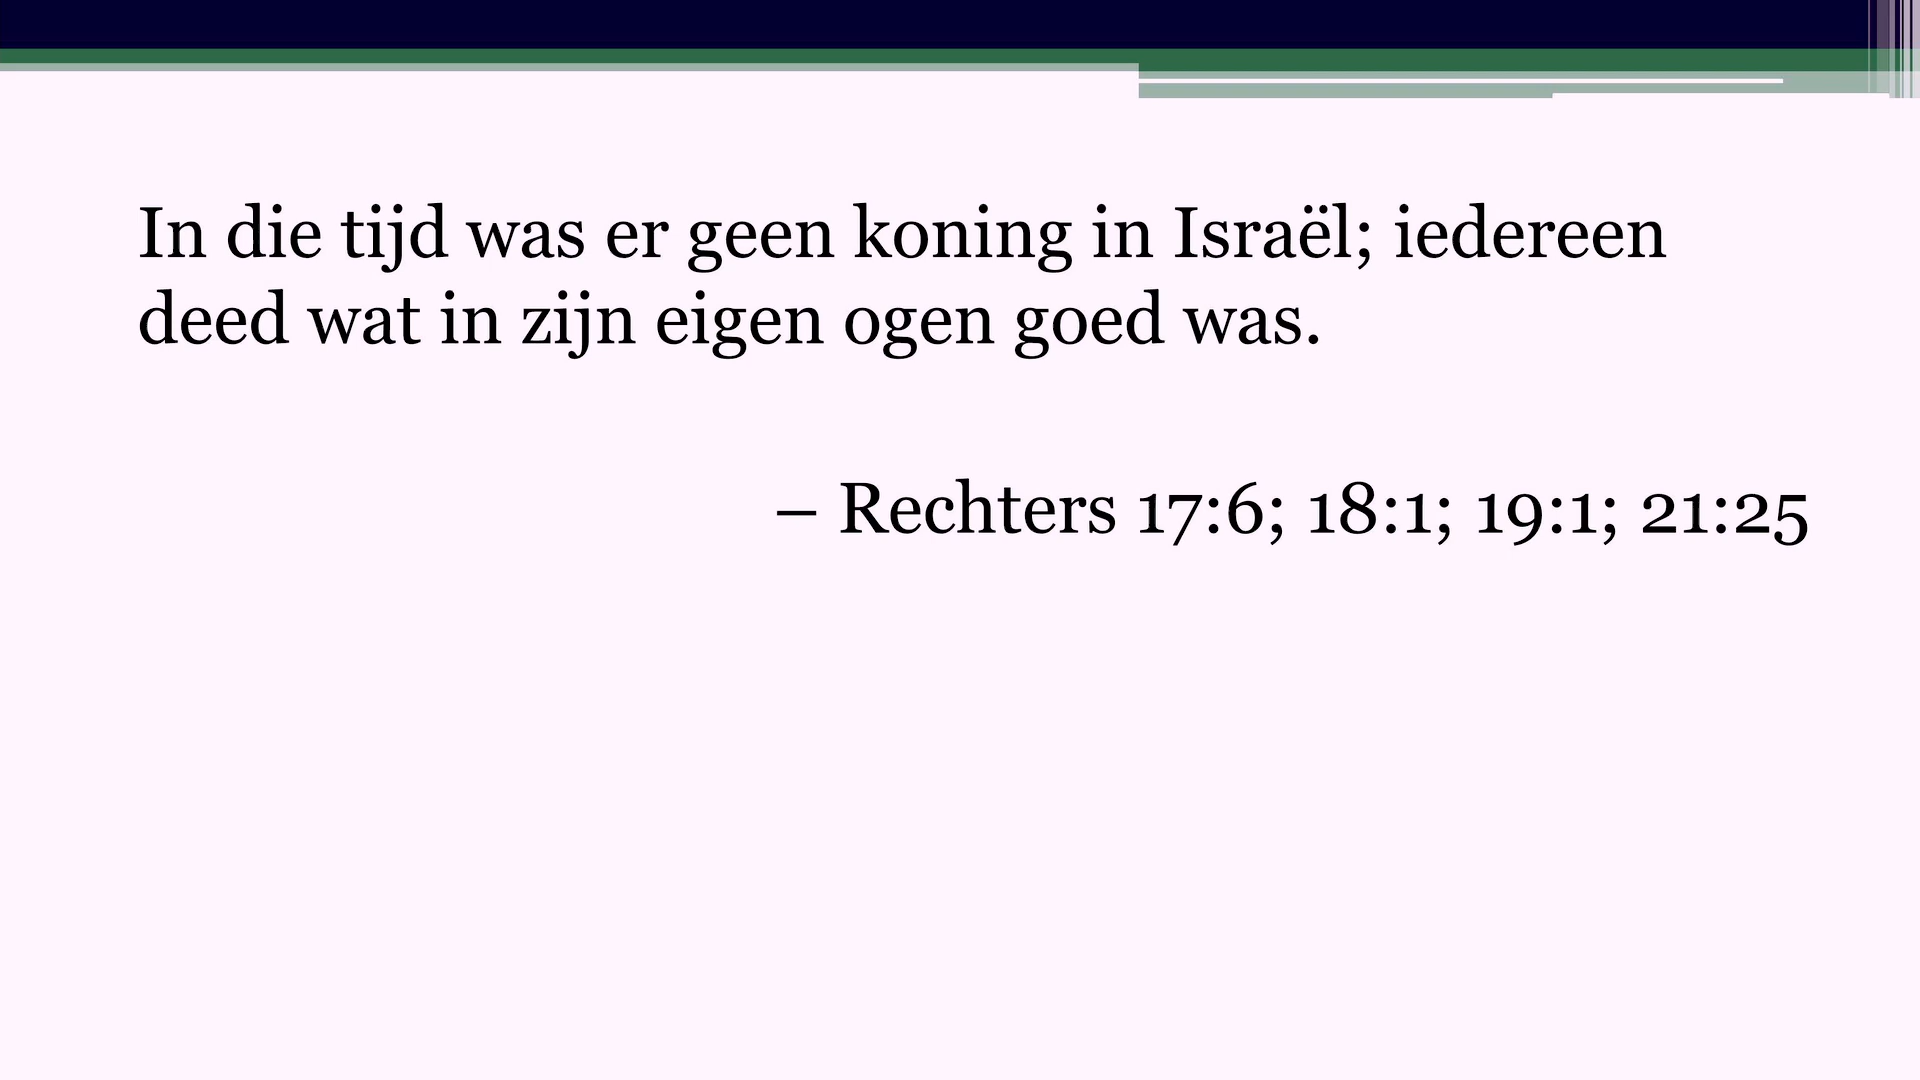 In die tijd was er geen koning in Israël; iedereen
deed wat in zijn eigen ogen goed was.
– Rechters 17:6; 18:1; 19:1; 21:25